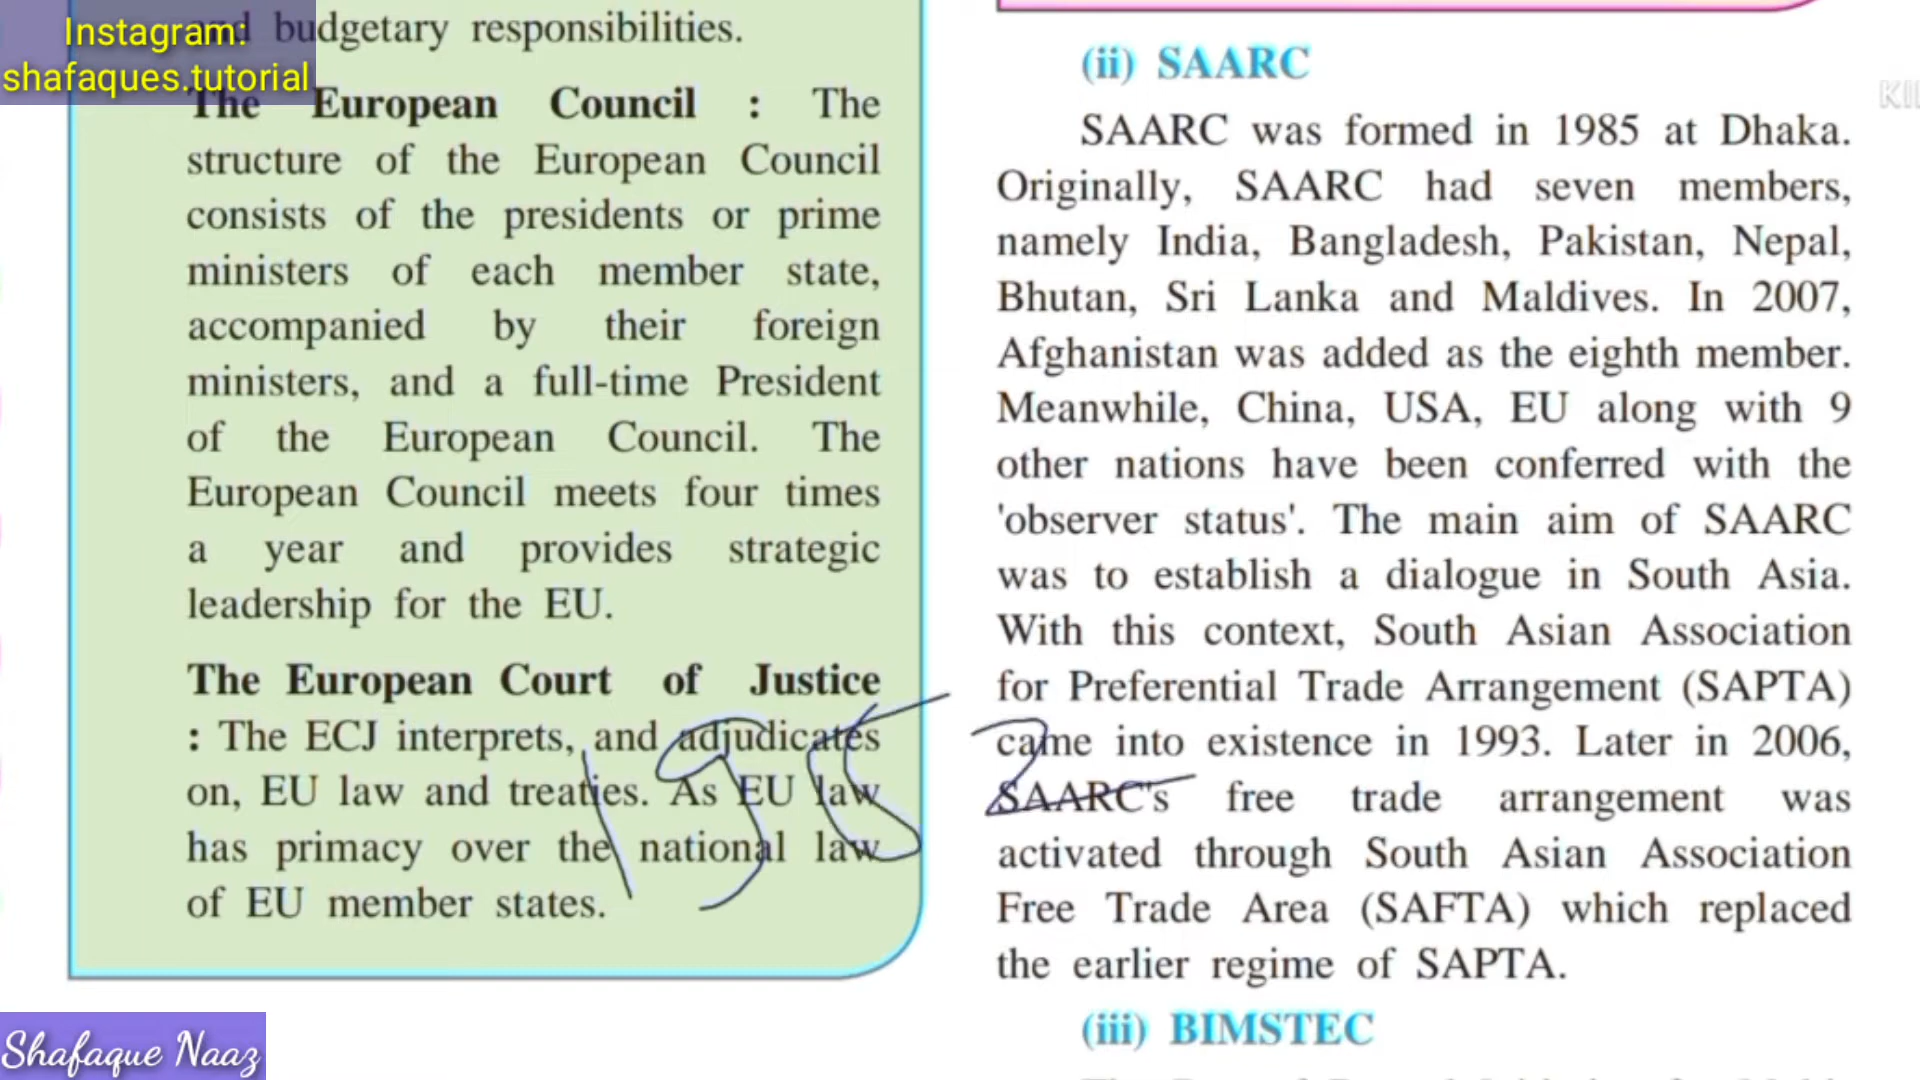 Instagram:
shafaques.tutorial
and budgetary responsibilities.
The European Council : The
structure of the European Council
consists of the presidents or prime
ministers of each member state,
accompanied by their foreign
ministers, and a full-time President
of the European Council. The
European Council meets four times
a year and provides strategic
leadership for the EU.
The European Court of Justice
: The ECJ interprets, and adjudicates
on, EU law and treaties. As EU law
has primacy over the national law
of EU member states.
(ii) SAARC
SAARC was formed in 1985 at Dhaka.
Originally, SAARC had seven members,
namely India, Bangladesh, Pakistan, Nepal,
Bhutan, Sri Lanka and Maldives. In 2007,
Afghanistan was added as the eighth member.
Meanwhile, China, USA, EU along with 9
other nations have been conferred with the
'observer status'. The main aim of SAARC
was to establish a dialogue in South Asia.
With this context, South Asian Association
for Preferential Trade Arrangement (SAPTA)
came into existence in 1993. Later in 2006,
SAARC's free trade arrangement was
activated through South Asian Association
Free Trade Area (SAFTA) which replaced
the earlier regime of SAPTA.
(iii) BIMSTEC
Shafaque Naaz